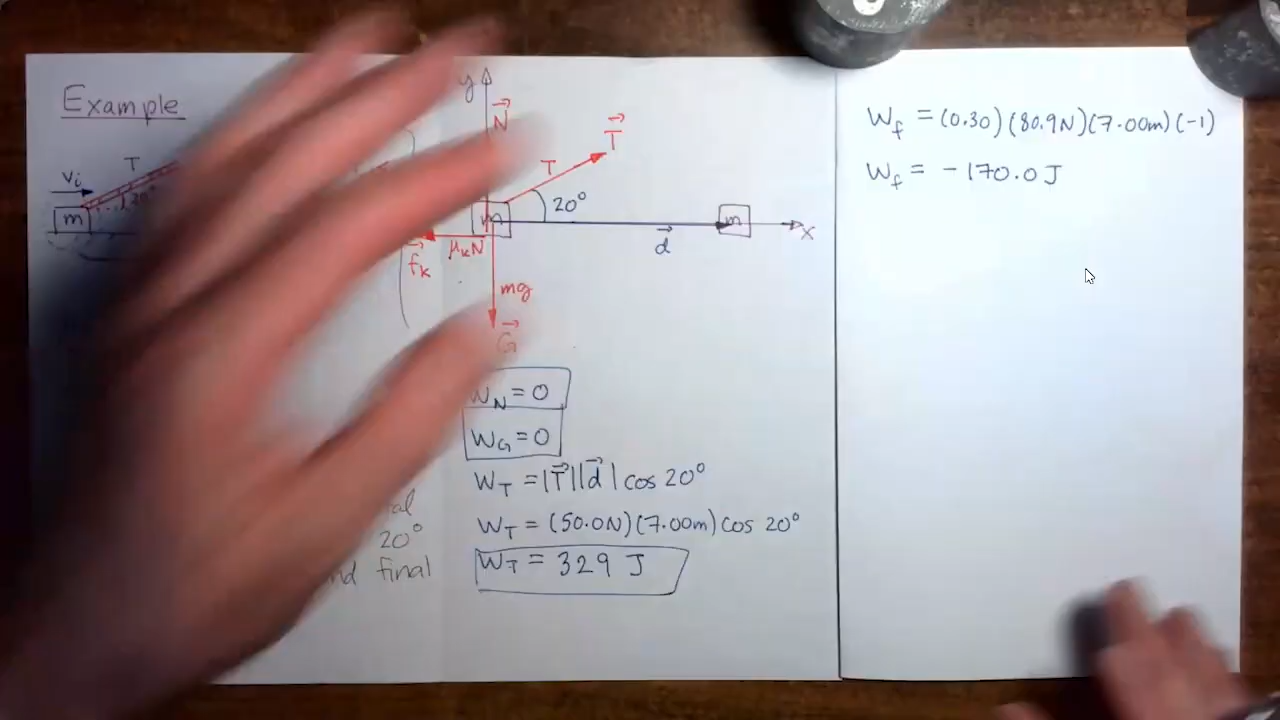 Example
T
vi
m
y
N
T
T
20°
m
m
d
x
fk
μkN
mg
G
WN = 0
WG = 0
WT = |T||d| cos 20°
WT = (50.0N)(7.00m) cos 20°
WT = 329 J
20°
final
Wf = (0.30)(80.9N)(7.00m)(-1)
Wf = -170.0 J